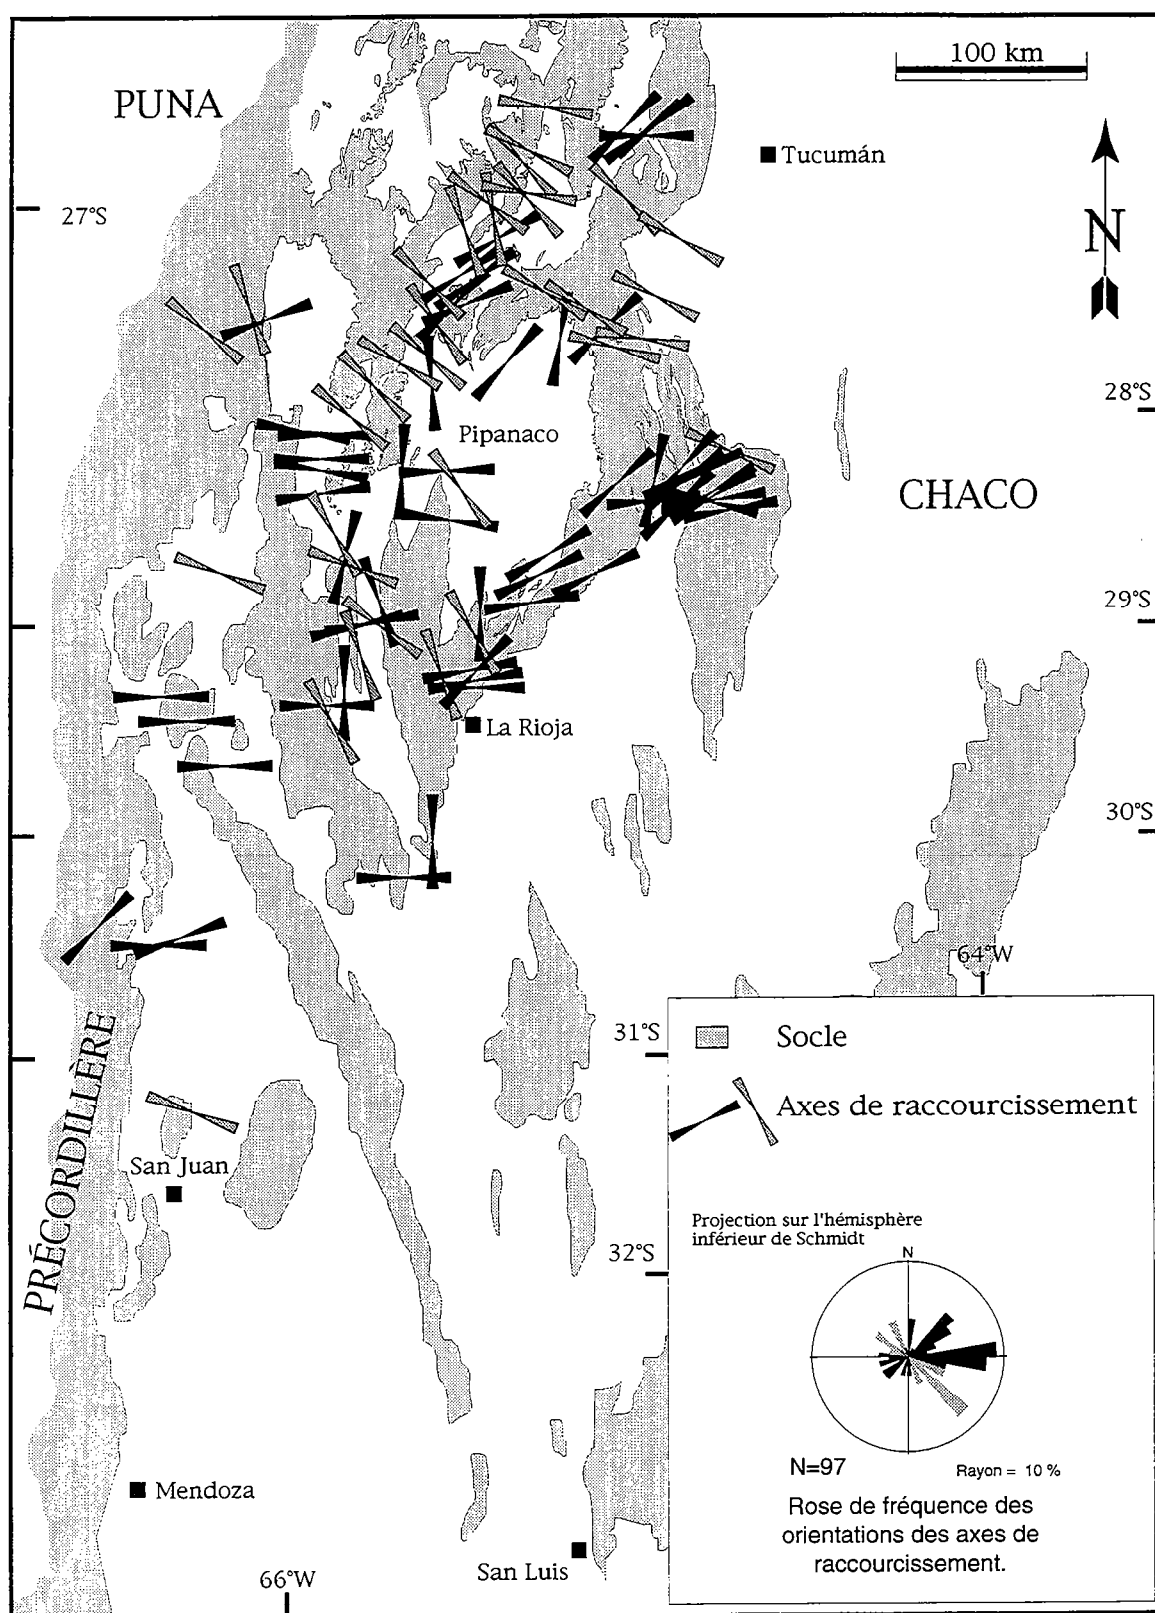 100 km
PUNA
Tucumán
N
27°S
28°S
Pipanaco
CHACO
29°S
La Rioja
30°S
64°W
31°S
Socle
Axes de raccourcissement
PRÉCORDILLÈRE
San Juan
Projection sur l'hémisphère
inférieur de Schmidt
N
32°S
N=97
Rayon = 10 %
Mendoza
Rose de fréquence des
orientations des axes de
raccourcissement.
San Luis
66°W